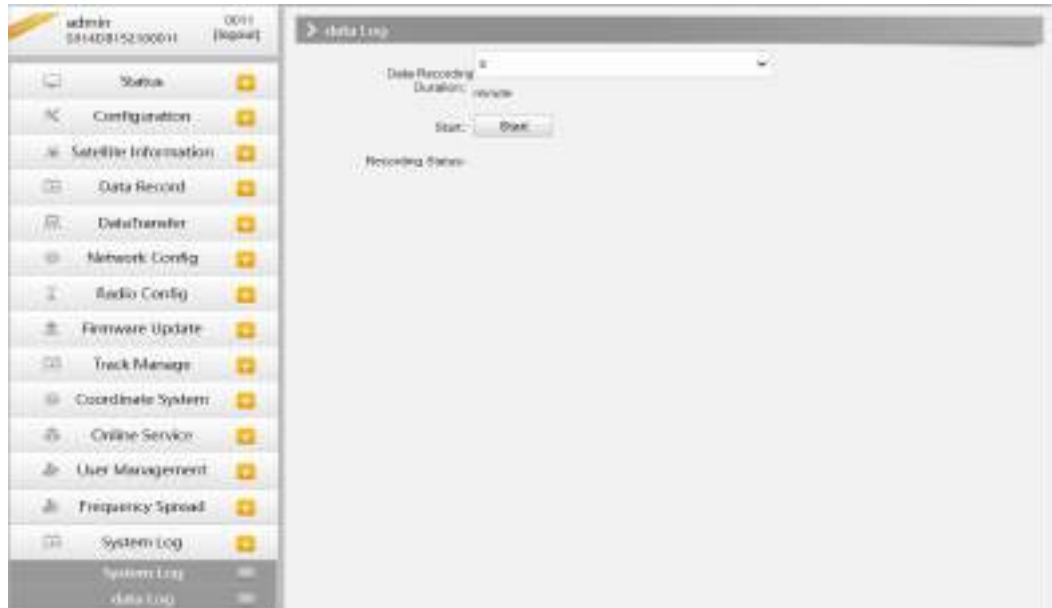 admin
0011
[logout]
Status
Configuration
Satellite Information
Data Record
DataTransfer
Network Config
Radio Config
Firmware Update
Track Manage
Coordinate System
Online Service
User Management
Frequency Spread
System Log
System Log
data Log
data Log
Data Recording
Duration:
minute
Start:
Start
Recording Status: